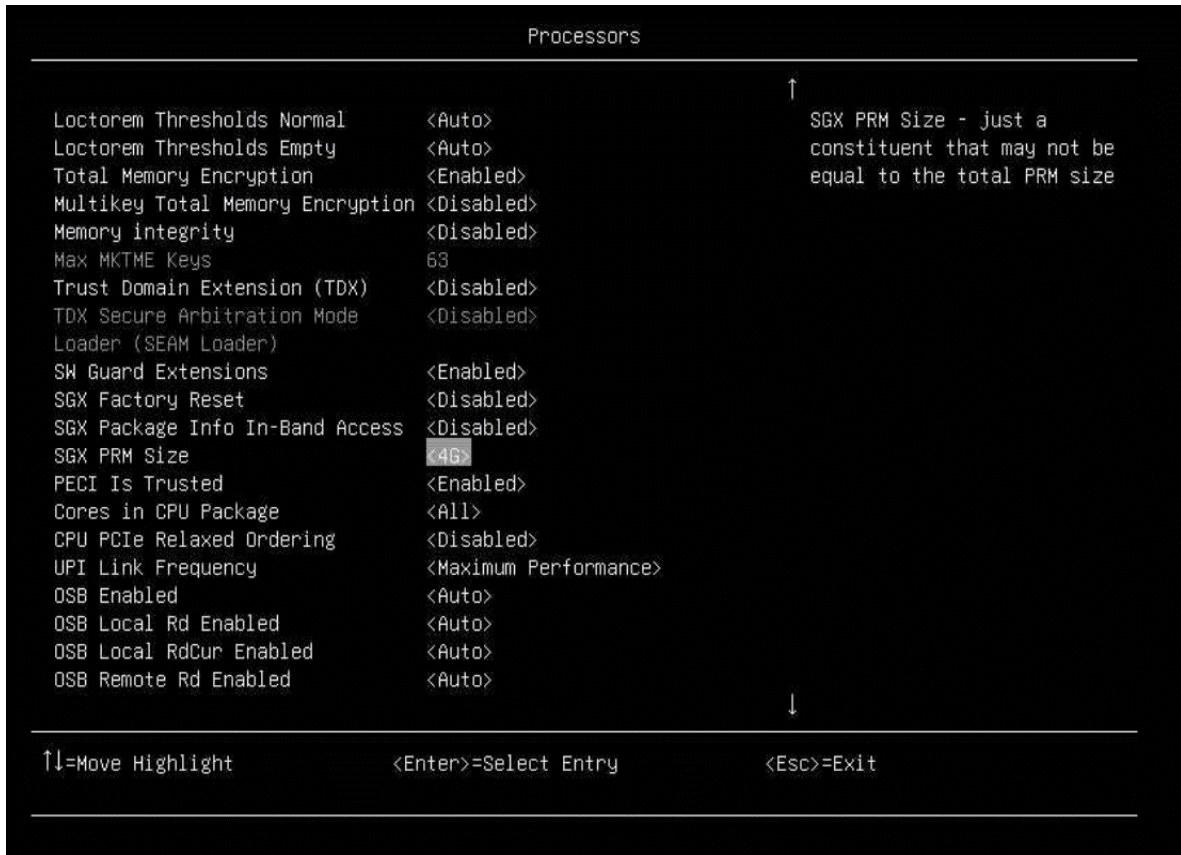 Processors
↑
Loctorem Thresholds Normal <Auto> SGX PRM Size - just a
Loctorem Thresholds Empty <Auto> constituent that may not be
Total Memory Encryption <Enabled> equal to the total PRM size
Multikey Total Memory Encryption <Disabled>
Memory integrity <Disabled>
Max MKTME Keys 63
Trust Domain Extension (TDX) <Disabled>
TDX Secure Arbitration Mode <Disabled>
Loader (SEAM Loader)
SW Guard Extensions <Enabled>
SGX Factory Reset <Disabled>
SGX Package Info In-Band Access <Disabled>
SGX PRM Size <4G>
PECI Is Trusted <Enabled>
Cores in CPU Package <All>
CPU PCIe Relaxed Ordering <Disabled>
UPI Link Frequency <Maximum Performance>
OSB Enabled <Auto>
OSB Local Rd Enabled <Auto>
OSB Local RdCur Enabled <Auto>
OSB Remote Rd Enabled <Auto>
↓
↑↓=Move Highlight <Enter>=Select Entry <Esc>=Exit